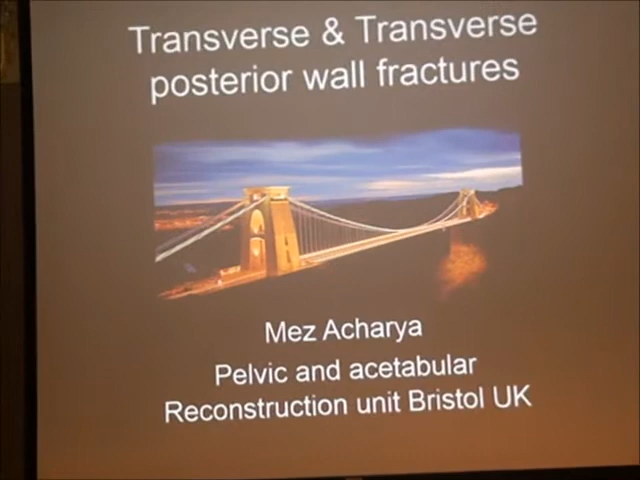 Transverse & Transverse
posterior wall fractures
Mez Acharya
Pelvic and acetabular
Reconstruction unit Bristol UK